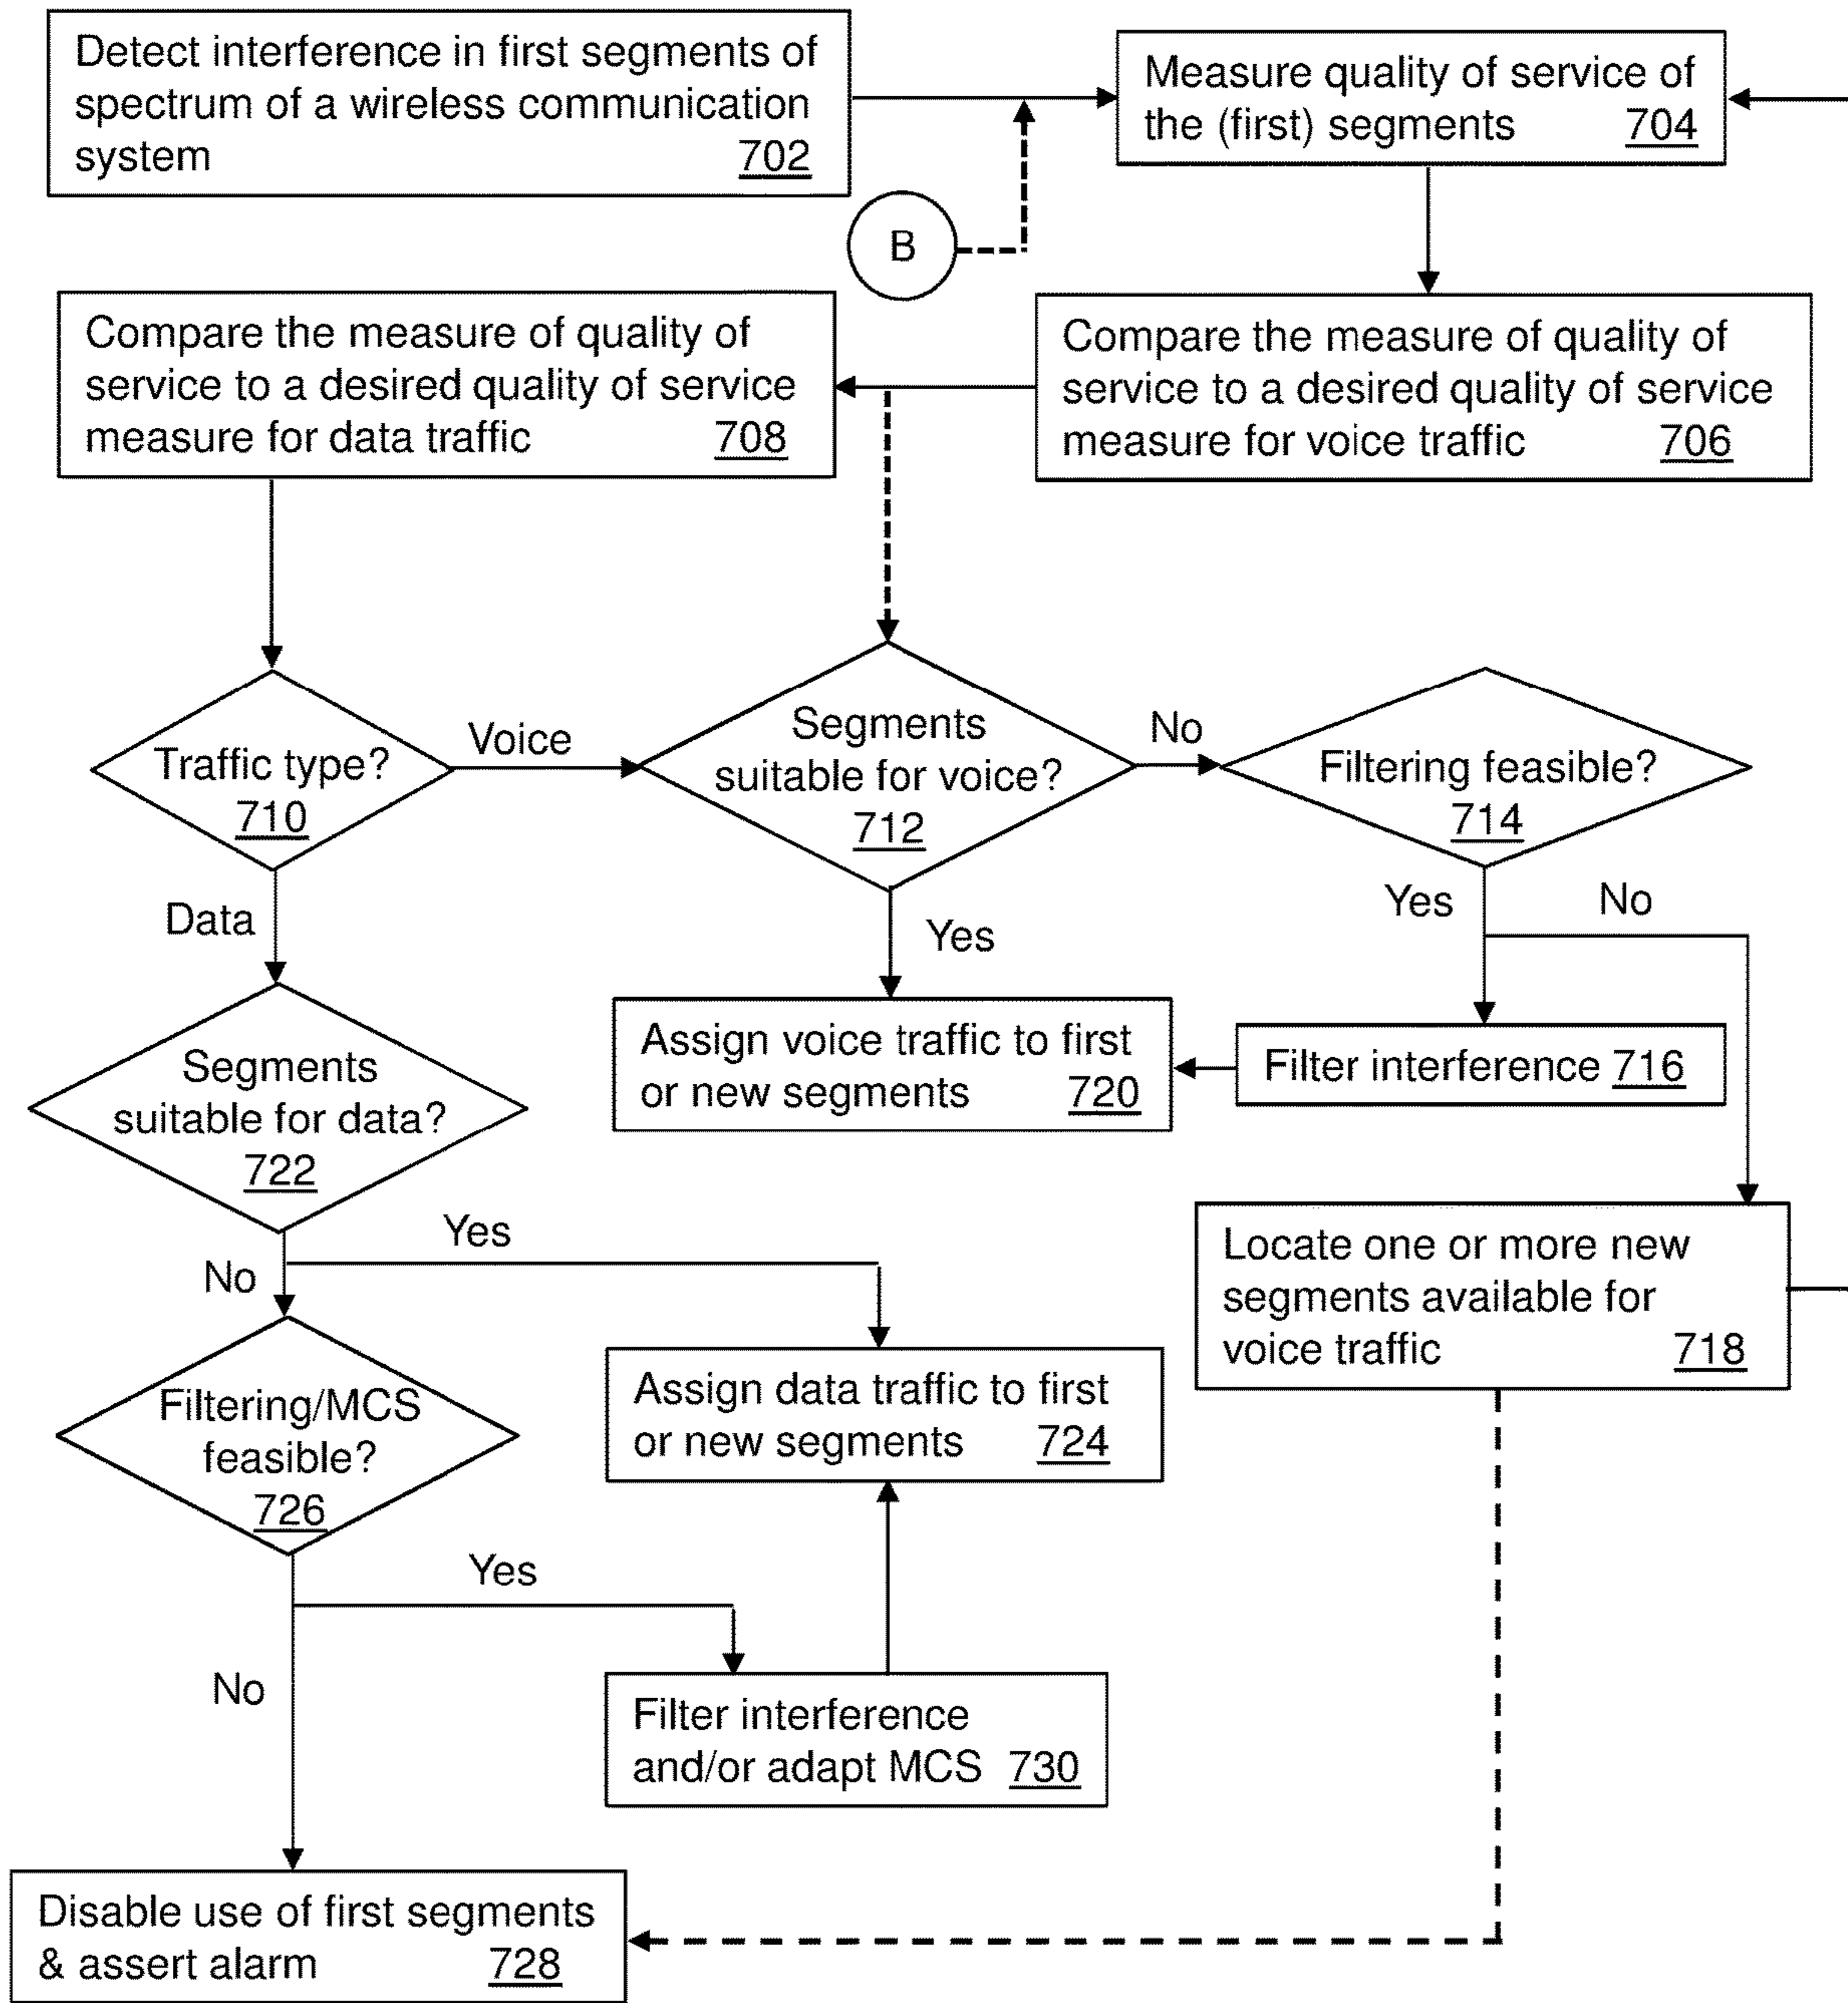 Detect interference in first segments of
spectrum of a wireless communication
system 702
Measure quality of service of
the (first) segments 704
B
Compare the measure of quality of
service to a desired quality of service
measure for data traffic 708
Compare the measure of quality of
service to a desired quality of service
measure for voice traffic 706
Traffic type?
710
Voice
Segments
suitable for voice?
712
No
Filtering feasible?
714
Data
Yes
Yes
No
Segments
suitable for data?
722
Assign voice traffic to first
or new segments 720
Filter interference 716
Yes
No
Locate one or more new
segments available for
voice traffic 718
Filtering/MCS
feasible?
726
Assign data traffic to first
or new segments 724
Yes
No
Filter interference
and/or adapt MCS 730
Disable use of first segments
& assert alarm 728